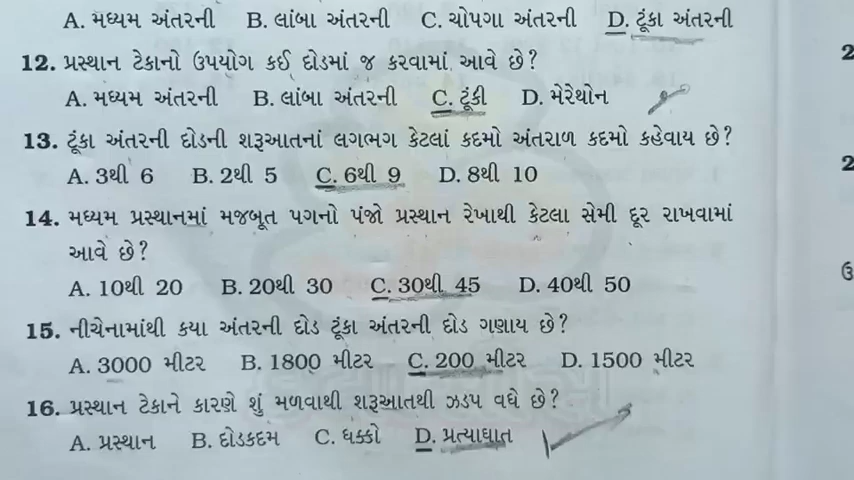 A. મધ્યમ અંતરની B. લાંબા અંતરની C. ચોપગા અંતરની D. ટૂંકા અંતરની
12. પ્રસ્થાન ટેકાનો ઉપયોગ કઈ દોડમાં જ કરવામાં આવે છે?
A. મધ્યમ અંતરની B. લાંબા અંતરની C. ટૂંકી D. મેરેથોન
13. ટૂંકા અંતરની દોડની શરૂઆતનાં લગભગ કેટલાં કદમો અંતરાળ કદમો કહેવાય છે?
A. 3થી 6 B. 2થી 5 C. 6થી 9 D. 8થી 10
14. મધ્યમ પ્રસ્થાનમાં મજબૂત પગનો પંજો પ્રસ્થાન રેખાથી કેટલા સેમી દૂર રાખવામાં
આવે છે?
A. 10થી 20 B. 20થી 30 C. 30થી 45 D. 40થી 50
15. નીચેનામાંથી કયા અંતરની દોડ ટૂંકા અંતરની દોડ ગણાય છે?
A. 3000 મીટર B. 1800 મીટર C. 200 મીટર D. 1500 મીટર
16. પ્રસ્થાન ટેકાને કારણે શું મળવાથી શરૂઆતથી ઝડપ વધે છે?
A. પ્રસ્થાન B. દોડકદમ C. ધક્કો D. પ્રત્યાઘાત
2
2